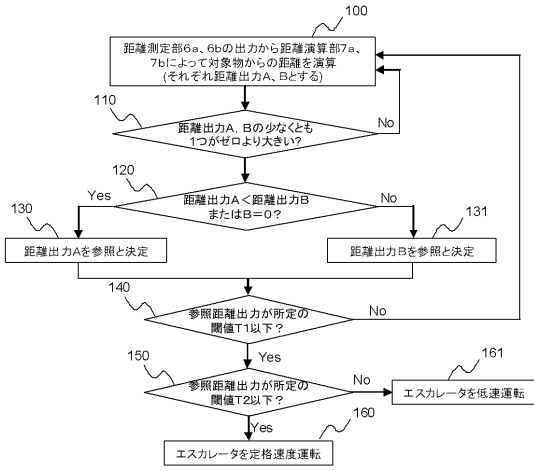 100
距離測定部6a、6bの出力から距離演算部7a、
7bによって対象物からの距離を演算
(それぞれ距離出力A、Bとする)
110
距離出力A, Bの少なくとも
1つがゼロより大きい?
No
120
距離出力A<距離出力B
またはB=0?
Yes
No
130
距離出力Aを参照と決定
131
距離出力Bを参照と決定
140
参照距離出力が所定の
閾値T1以下?
No
Yes
150
参照距離出力が所定の
閾値T2以下?
No
161
エスカレータを低速運転
Yes
160
エスカレータを定格速度運転